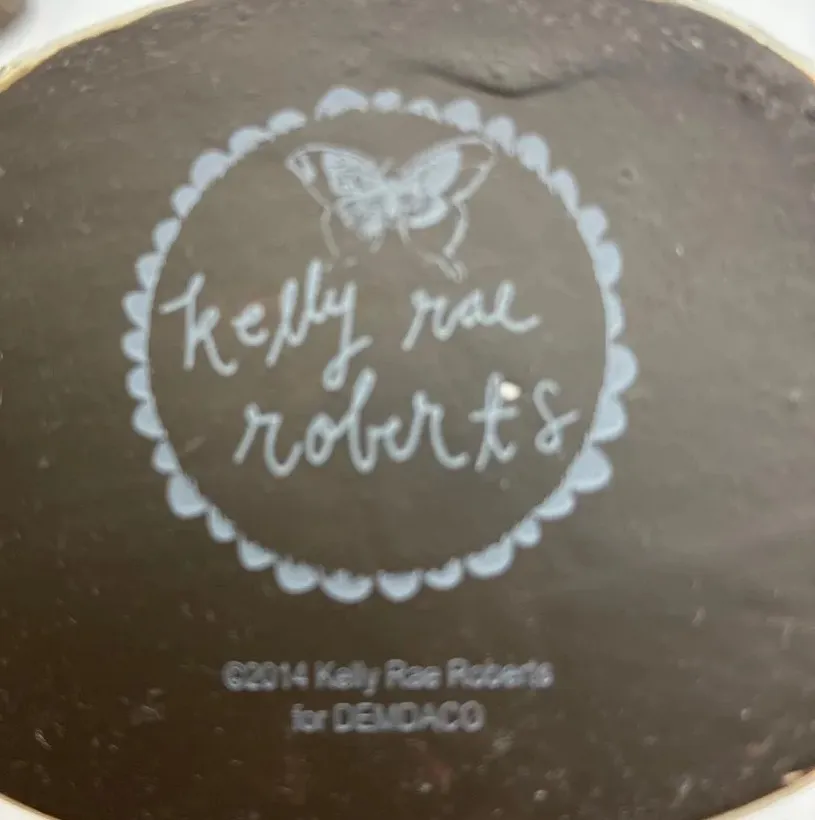 kelly rae
roberts
©2014 Kelly Rae Roberts
for DEMDACO